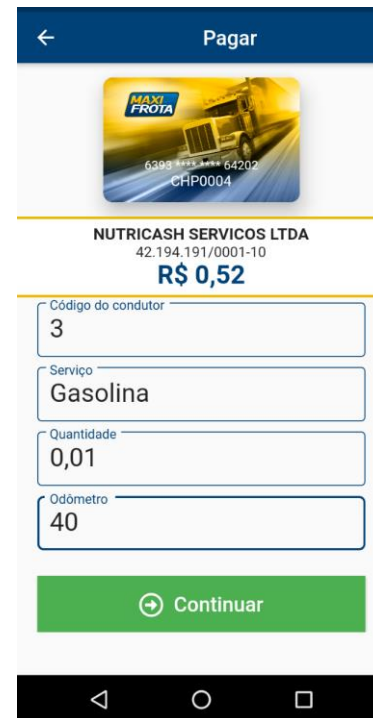 Pagar
MAXI
FROTA
6393 **** **** 64202
CHP0004
NUTRICASH SERVICOS LTDA
42.194.191/0001-10
R$ 0,52
Código do condutor
3
Serviço
Gasolina
Quantidade
0,01
Odômetro
40
Continuar